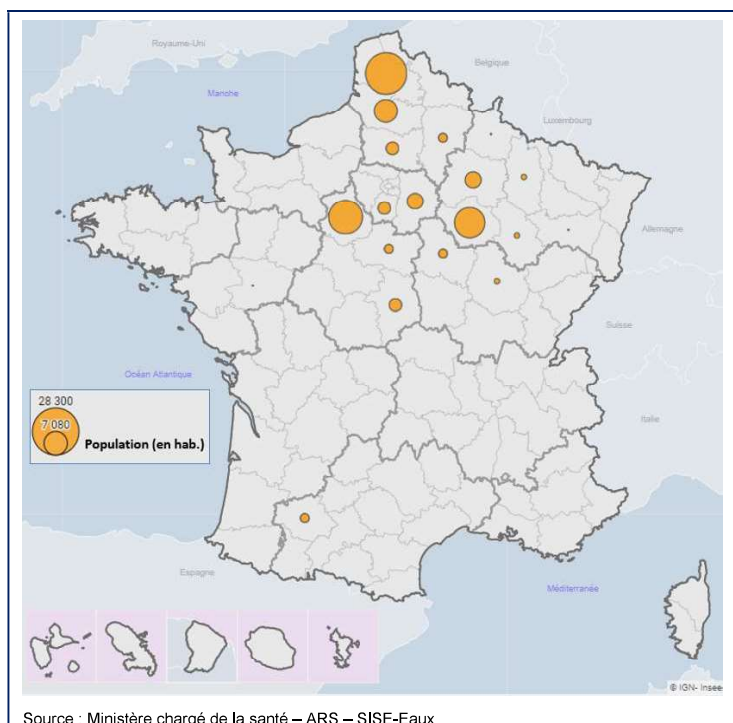 Royaume-Uni
Belgique
Manche
Luxembourg
Allemagne
Suisse
Océan Atlantique
Italie
28 300
7 080
Population (en hab.)
Espagne
Méditerranée
© IGN- Insee
Source : Ministère chargé de la santé – ARS – SISE-Eaux